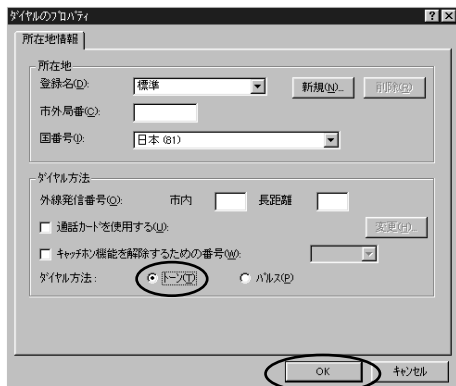 ダイヤルのプロパティ ? ×
所在地情報
所在地
登録名(D): 標準 新規(N)... 削除(R)
市外局番(C):
国番号(I): 日本 (81)
ダイヤル方法
外線発信番号(O): 市内 長距離
通話カードを使用する(U): 変更(H)...
キャッチホン機能を解除するための番号(W):
ダイヤル方法: トーン(T) パルス(P)
OK キャンセル